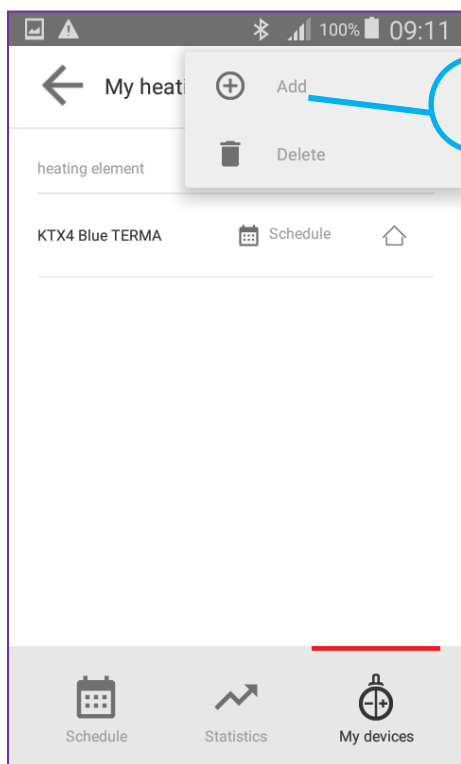 100% 09:11
My heati
Add
Delete
heating element
KTX4 Blue TERMA Schedule
Schedule Statistics My devices